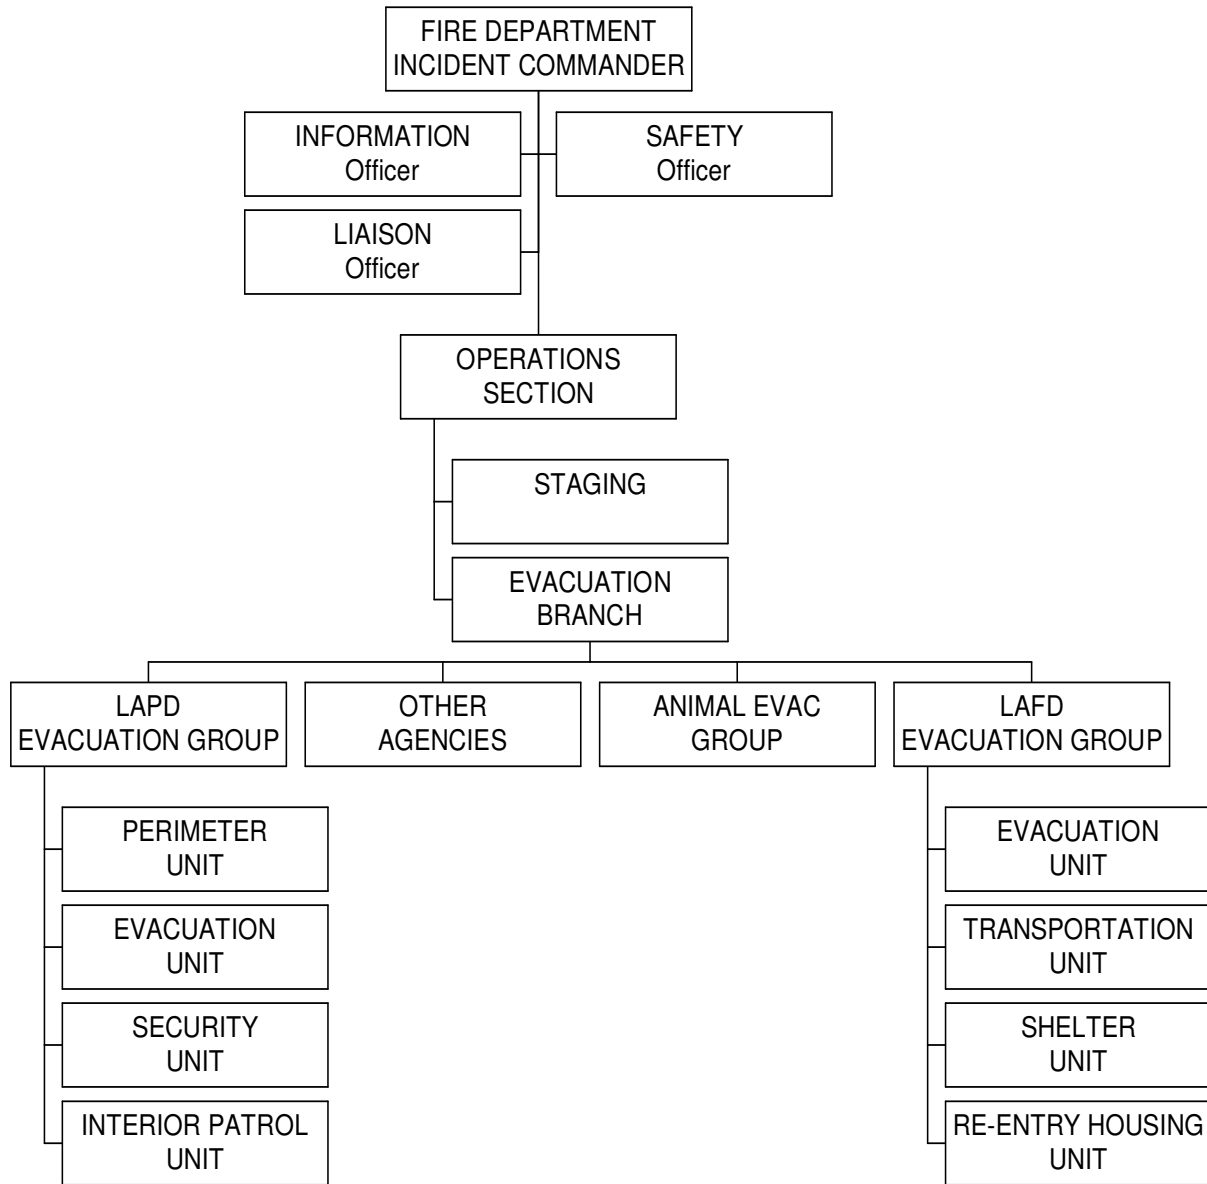 FIRE DEPARTMENT
INCIDENT COMMANDER
INFORMATION
Officer
SAFETY
Officer
LIAISON
Officer
OPERATIONS
SECTION
STAGING
EVACUATION
BRANCH
LAPD
EVACUATION GROUP
OTHER
AGENCIES
ANIMAL EVAC
GROUP
LAFD
EVACUATION GROUP
PERIMETER
UNIT
EVACUATION
UNIT
SECURITY
UNIT
INTERIOR PATROL
UNIT
EVACUATION
UNIT
TRANSPORTATION
UNIT
SHELTER
UNIT
RE-ENTRY HOUSING
UNIT